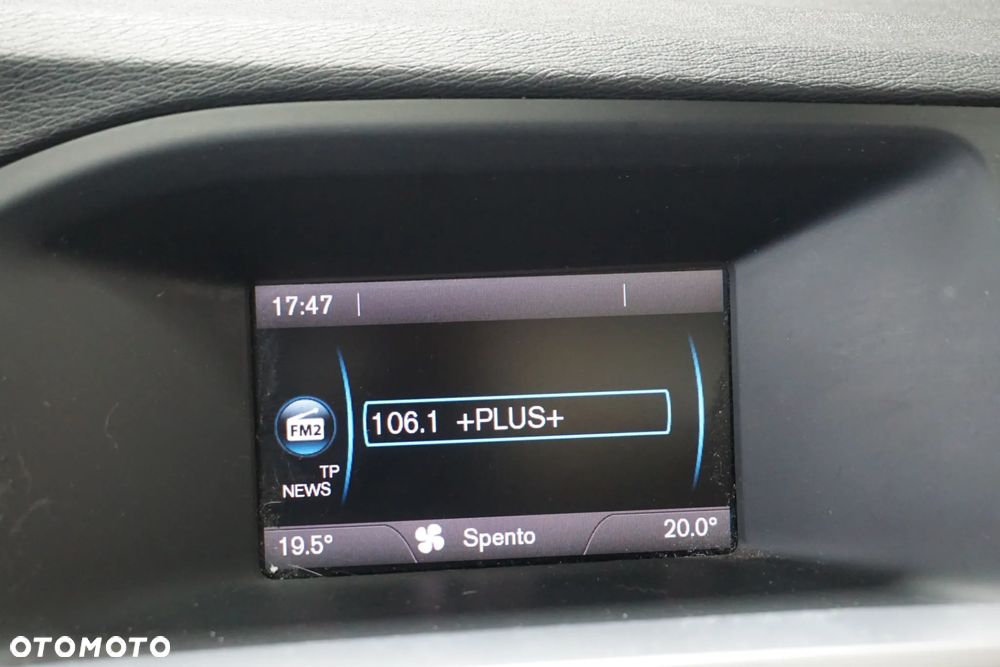 17:47
106.1 +PLUS+
FM2
TP
NEWS
19.5° Spento 20.0°
OTOMOTO